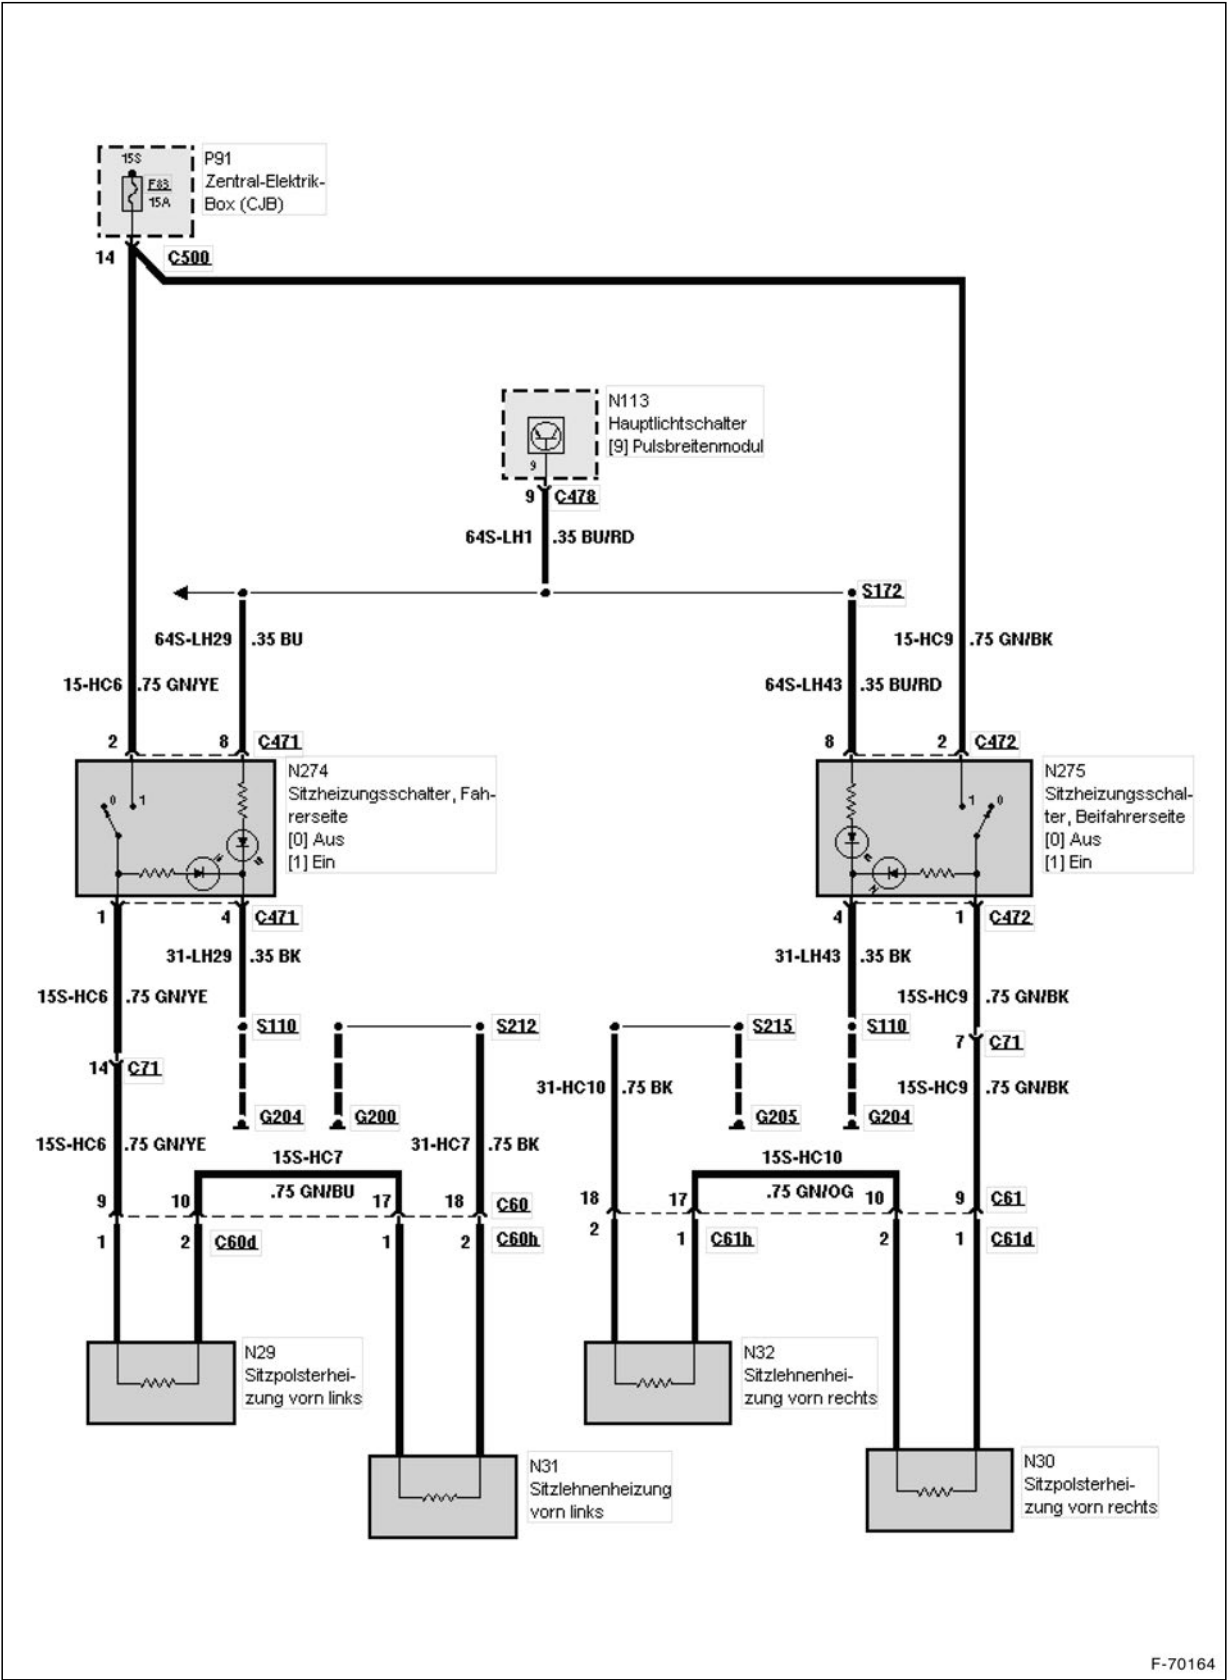 15S
F83
15A
P91
Zentral-Elektrik-
Box (CJB)
14 C500
N113
Hauptlichtschalter
[9] Pulsbreitenmodul
9
9 C478
64S-LH1 .35 BU/RD
S172
64S-LH29 .35 BU
15-HC9 .75 GN/BK
15-HC6 .75 GN/YE
64S-LH43 .35 BU/RD
2 8 C471
8 2 C472
0 1
N274
Sitzheizungsschalter, Fah-
rerseite
[0] Aus
[1] Ein
1 0
N275
Sitzheizungsschal-
ter, Beifahrerseite
[0] Aus
[1] Ein
1 4 C471
4 1 C472
31-LH29 .35 BK
31-LH43 .35 BK
15S-HC6 .75 GN/YE
15S-HC9 .75 GN/BK
S110
S212
S215
S110
7 C71
14 C71
31-HC10 .75 BK
15S-HC9 .75 GN/BK
G204
G200
G205
G204
15S-HC6 .75 GN/YE
31-HC7 .75 BK
15S-HC7
.75 GN/BU
15S-HC10
.75 GN/OG
9 10 17 18 C60
18 17 10 9 C61
1 2 C60d 1 2 C60h
2 1 C61h 2 1 C61d
N29
Sitzpolsterhei-
zung vorn links
N32
Sitzlehnenhei-
zung vorn rechts
N31
Sitzlehnenheizung
vorn links
N30
Sitzpolsterhei-
zung vorn rechts
F-70164